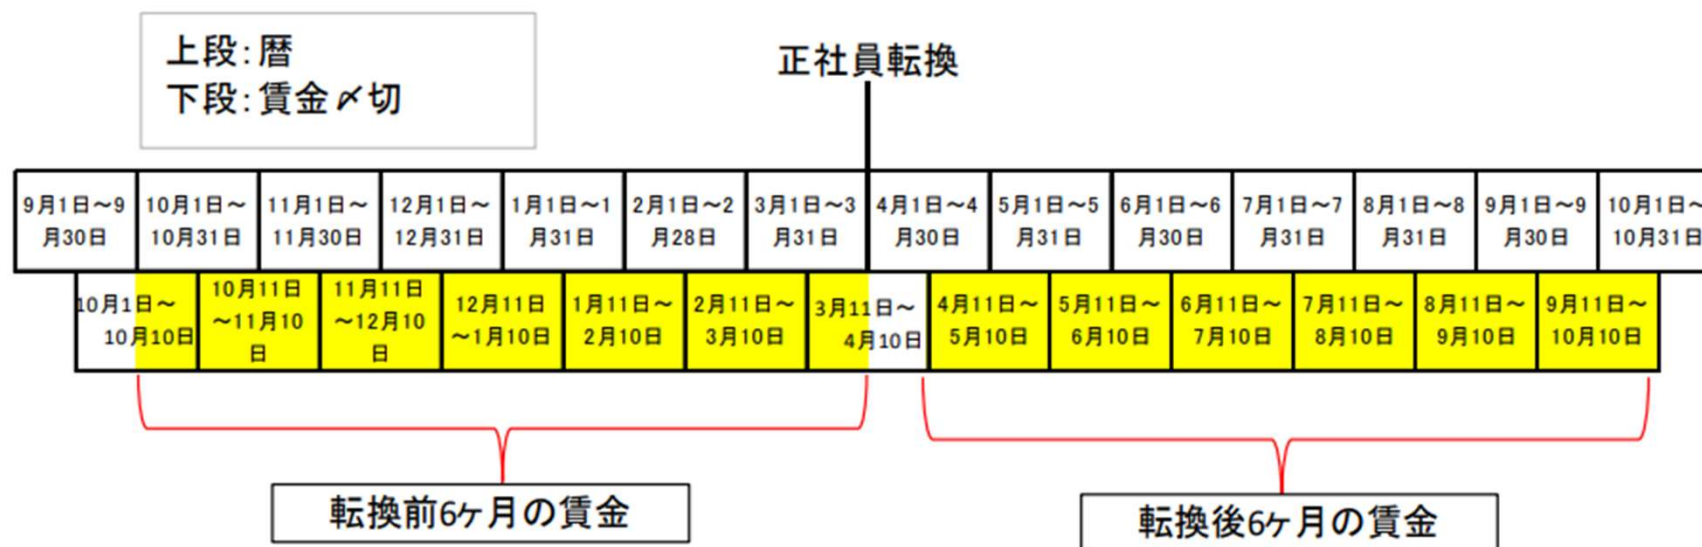 上段:暦
下段:賃金〆切
正社員転換
9月1日～9
月30日
10月1日～
10月31日
11月1日～
11月30日
12月1日～
12月31日
1月1日～1
月31日
2月1日～2
月28日
3月1日～3
月31日
4月1日～4
月30日
5月1日～5
月31日
6月1日～6
月30日
7月1日～7
月31日
8月1日～8
月31日
9月1日～9
月30日
10月1日～
10月31日
10月1日～
10月10日
10月11日
～11月10
日
11月11日
～12月10
日
12月11日
～1月10日
1月11日～
2月10日
2月11日～
3月10日
3月11日～
4月10日
4月11日～
5月10日
5月11日～
6月10日
6月11日～
7月10日
7月11日～
8月10日
8月11日～
9月10日
9月11日～
10月10日
転換前6ヶ月の賃金
転換後6ヶ月の賃金